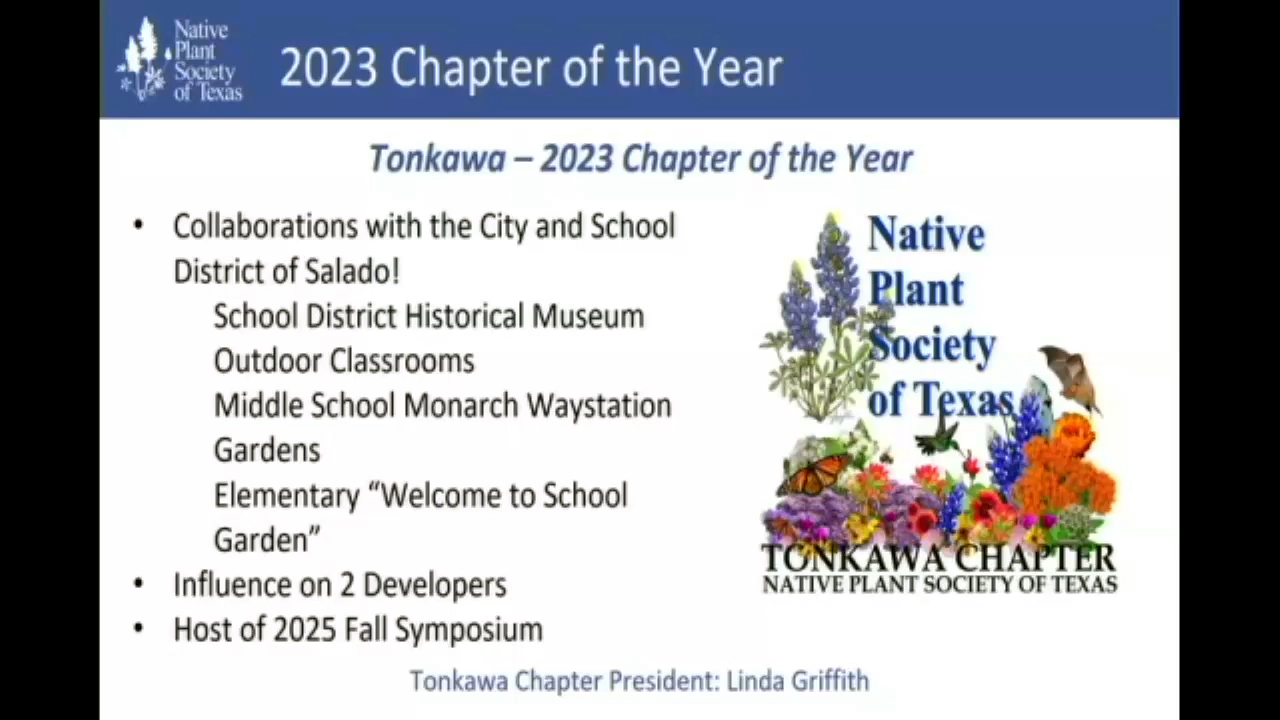 Native
Plant
Society
of Texas
2023 Chapter of the Year
Tonkawa – 2023 Chapter of the Year
• Collaborations with the City and School
District of Salado!
School District Historical Museum
Outdoor Classrooms
Middle School Monarch Waystation
Gardens
Elementary “Welcome to School
Garden”
• Influence on 2 Developers
• Host of 2025 Fall Symposium
Native
Plant
Society
of Texas
TONKAWA CHAPTER
NATIVE PLANT SOCIETY OF TEXAS
Tonkawa Chapter President: Linda Griffith